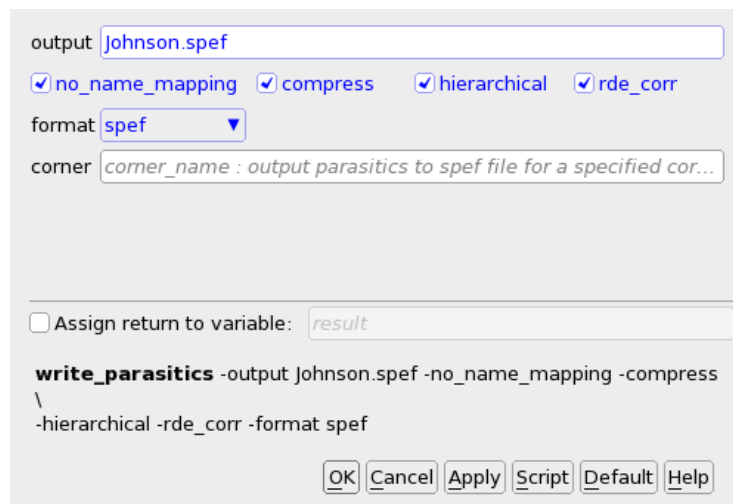 output Johnson.spef
no_name_mapping compress hierarchical rde_corr
format spef
corner corner_name : output parasitics to spef file for a specified cor...
Assign return to variable: result
write_parasitics -output Johnson.spef -no_name_mapping -compress
\
-hierarchical -rde_corr -format spef
OK Cancel Apply Script Default Help